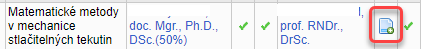 Matematické metody
v mechanice
stlačitelných tekutin
doc. Mgr., Ph.D.,
DSc.(50%)
prof. RNDr.,
DrSc.